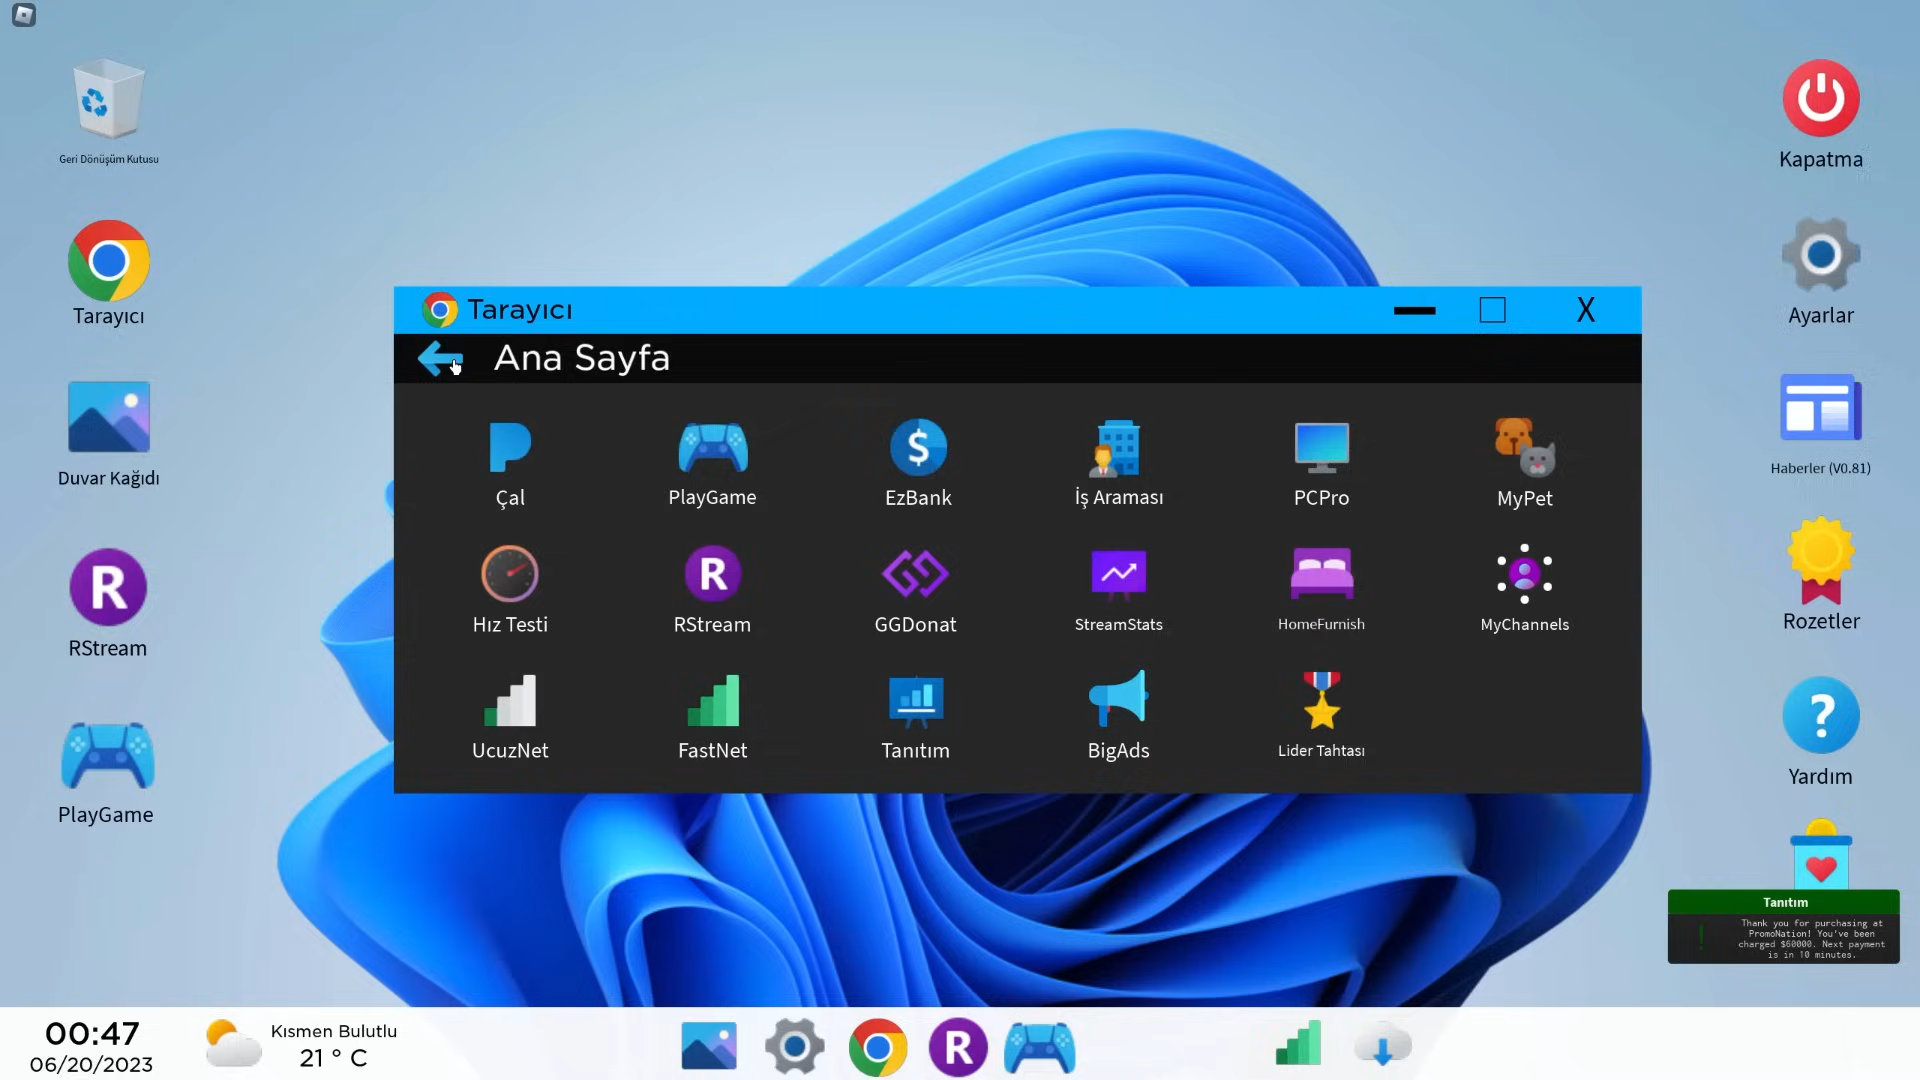 Geri Dönüşüm Kutusu
Tarayıcı
Duvar Kağıdı
R
RStream
PlayGame
Tarayıcı
X
Ana Sayfa
Çal
PlayGame
$
EzBank
İş Araması
PCPro
MyPet
Hız Testi
R
RStream
GGDonat
StreamStats
HomeFurnish
MyChannels
UcuzNet
FastNet
Tanıtım
BigAds
Lider Tahtası
Kapatma
Ayarlar
Haberler (V0.81)
Rozetler
?
Yardım
Tanıtım
!
Thank you for purchasing at
PromoNation! You've been
charged $60000. Next payment
is in 10 minutes.
00:47
06/20/2023
Kısmen Bulutlu
21 ° C
R